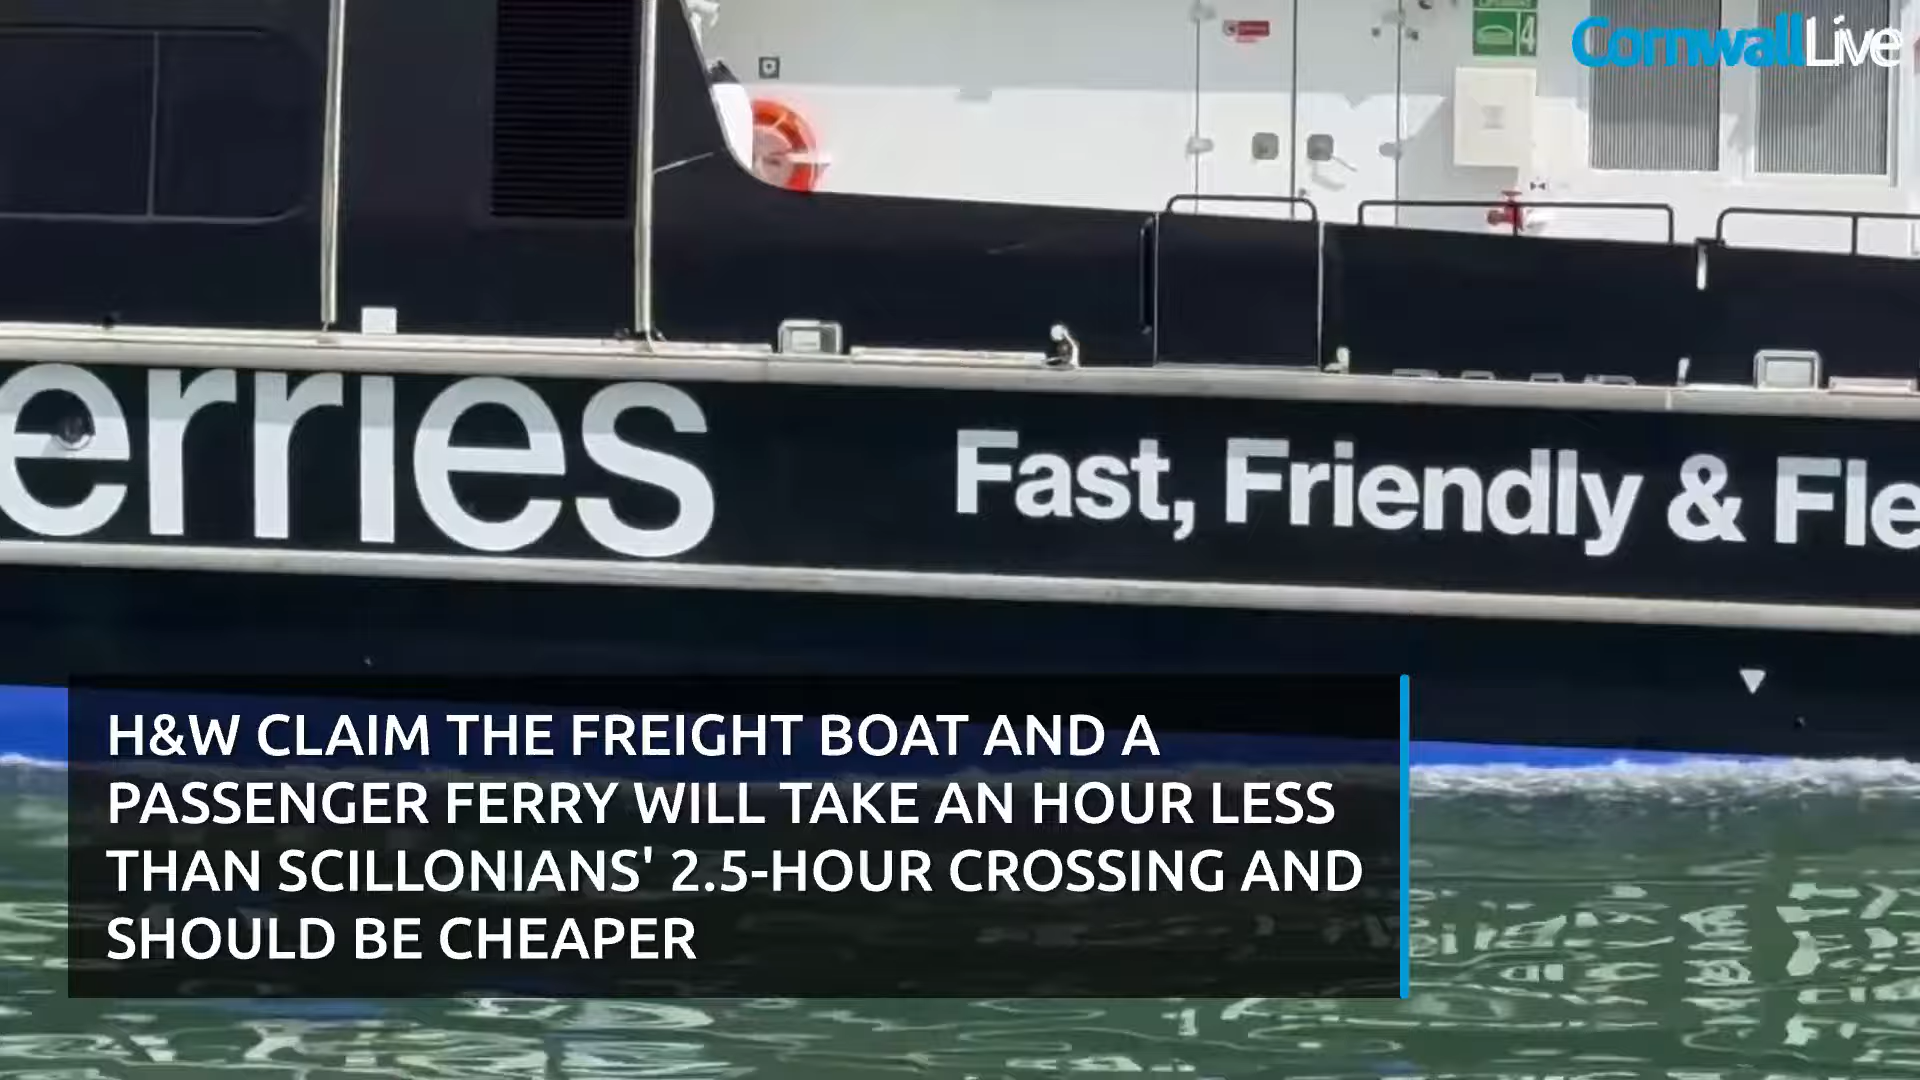 CornwallLive
4
erries
Fast, Friendly & Fle
H&W CLAIM THE FREIGHT BOAT AND A
PASSENGER FERRY WILL TAKE AN HOUR LESS
THAN SCILLONIANS' 2.5-HOUR CROSSING AND
SHOULD BE CHEAPER